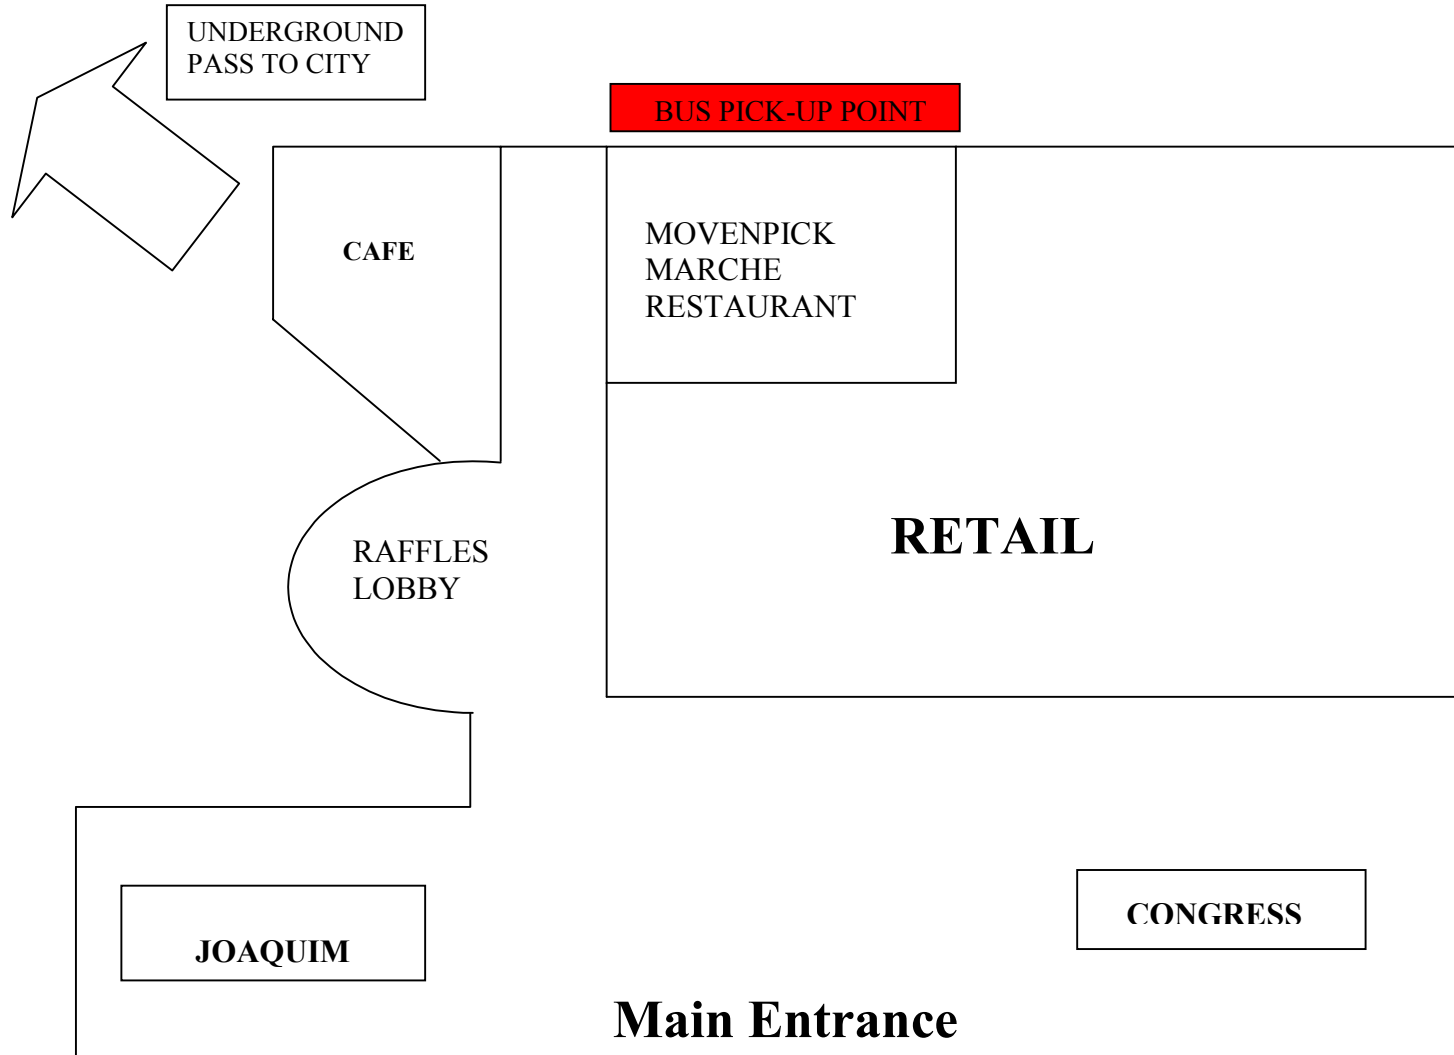 UNDERGROUND
PASS TO CITY
BUS PICK-UP POINT
CAFE
MOVENPICK
MARCHE
RESTAURANT
RETAIL
RAFFLES
LOBBY
JOAQUIM
CONGRESS
Main Entrance